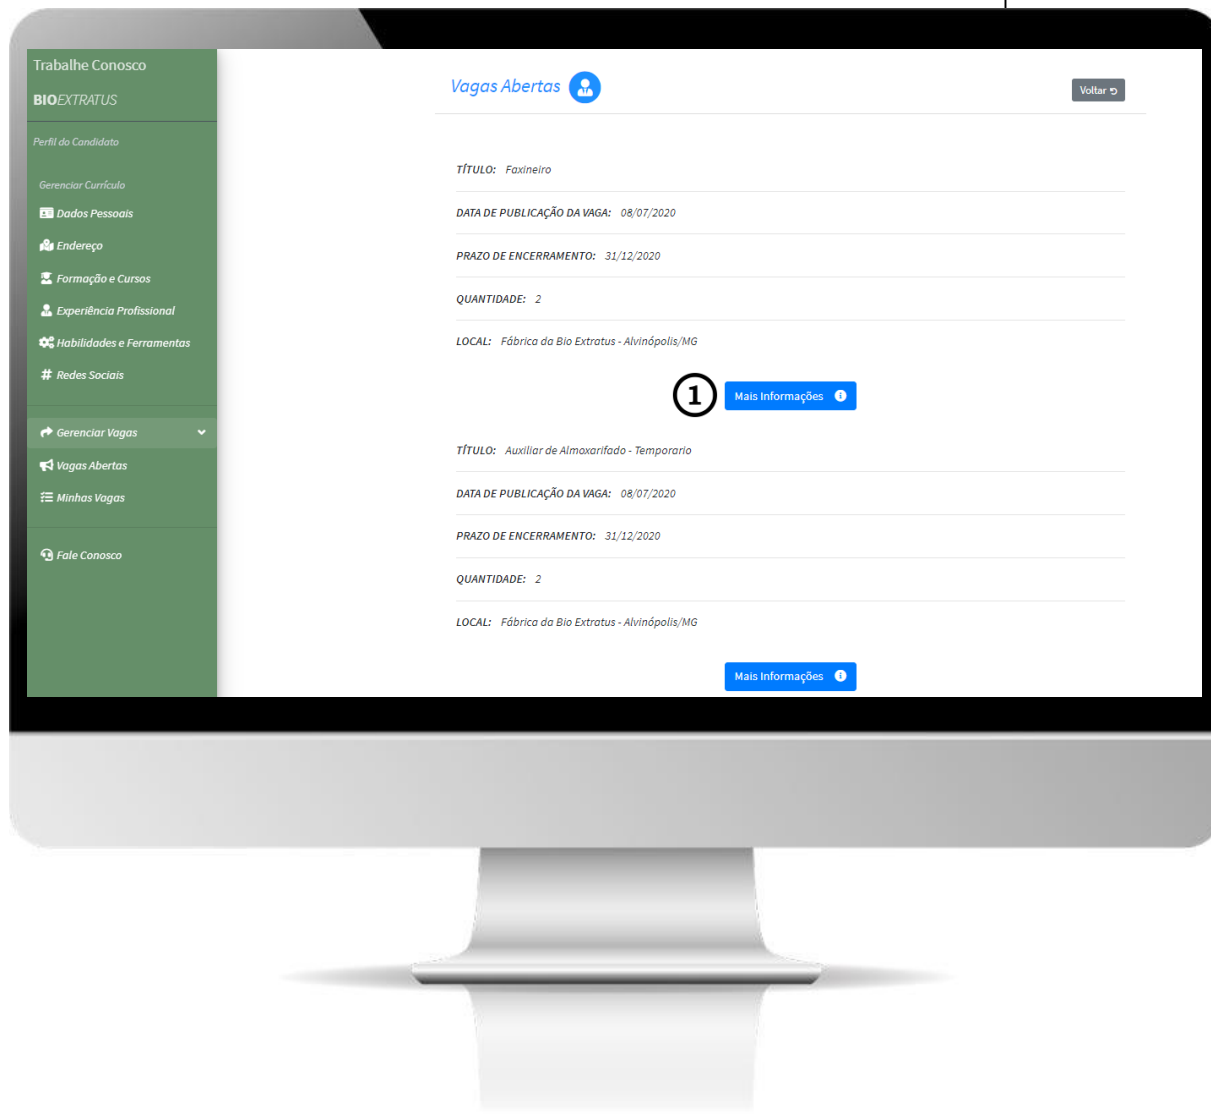 Trabalhe Conosco
BIOEXTRATUS
Perfil do Candidato
Gerenciar Currículo
Dados Pessoais
Endereço
Formação e Cursos
Experiência Profissional
Habilidades e Ferramentas
# Redes Sociais
Gerenciar Vagas
Vagas Abertas
Minhas Vagas
Fale Conosco
Vagas Abertas
Voltar
TÍTULO: Faxineiro
DATA DE PUBLICAÇÃO DA VAGA: 08/07/2020
PRAZO DE ENCERRAMENTO: 31/12/2020
QUANTIDADE: 2
LOCAL: Fábrica da Bio Extratus - Alvinópolis/MG
1 Mais Informações
TÍTULO: Auxiliar de Almoxarifado - Temporario
DATA DE PUBLICAÇÃO DA VAGA: 08/07/2020
PRAZO DE ENCERRAMENTO: 31/12/2020
QUANTIDADE: 2
LOCAL: Fábrica da Bio Extratus - Alvinópolis/MG
Mais Informações